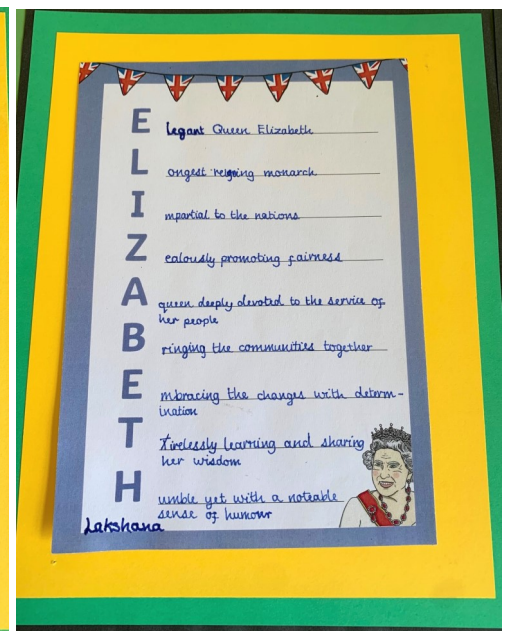 E legant Queen Elizabeth
L ongest reigning monarch
I mpartial to the nations
Z ealously promoting fairness
A queen deeply devoted to the service of
her people
B ringing the communities together
E mbracing the changes with determ-
ination
T Tirelessly learning and sharing
her wisdom
H umble yet with a noteable
sense of humour
Lakshana